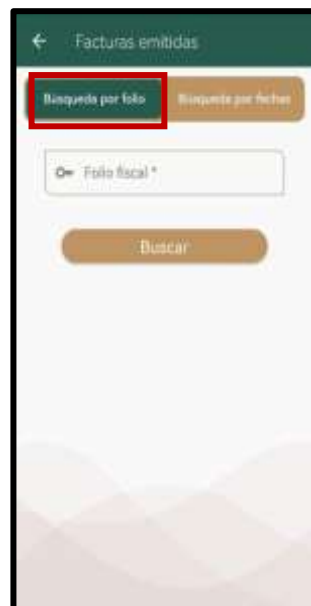 Facturas emitidas
Búsqueda por folio Búsqueda por fechas
Folio fiscal *
Buscar